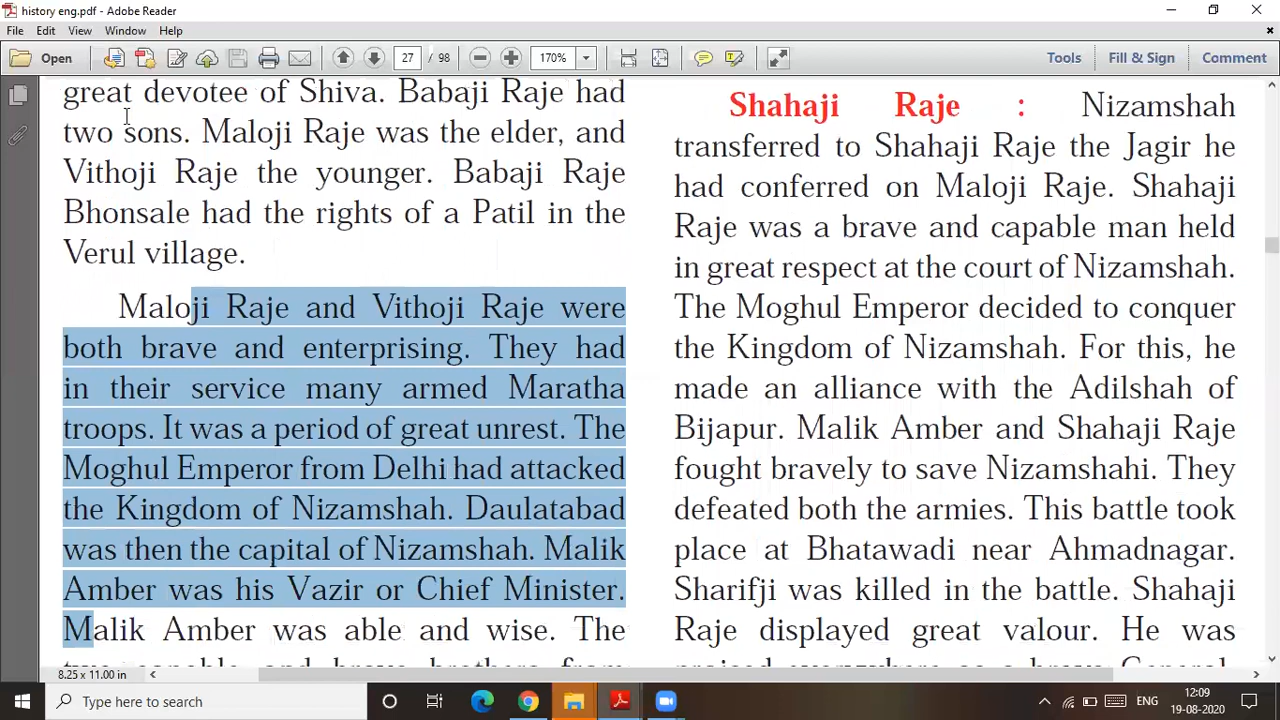 history eng.pdf - Adobe Reader
File Edit View Window Help
Open 27 / 98 170% Tools Fill & Sign Comment
great devotee of Shiva. Babaji Raje had
two sons. Maloji Raje was the elder, and
Vithoji Raje the younger. Babaji Raje
Bhonsale had the rights of a Patil in the
Verul village.
Maloji Raje and Vithoji Raje were
both brave and enterprising. They had
in their service many armed Maratha
troops. It was a period of great unrest. The
Moghul Emperor from Delhi had attacked
the Kingdom of Nizamshah. Daulatabad
was then the capital of Nizamshah. Malik
Amber was his Vazir or Chief Minister.
Malik Amber was able and wise. The
two capable and brave brothers from
Shahaji Raje : Nizamshah
transferred to Shahaji Raje the Jagir he
had conferred on Maloji Raje. Shahaji
Raje was a brave and capable man held
in great respect at the court of Nizamshah.
The Moghul Emperor decided to conquer
the Kingdom of Nizamshah. For this, he
made an alliance with the Adilshah of
Bijapur. Malik Amber and Shahaji Raje
fought bravely to save Nizamshahi. They
defeated both the armies. This battle took
place at Bhatawadi near Ahmadnagar.
Sharifji was killed in the battle. Shahaji
Raje displayed great valour. He was
praised everywhere as a brave General.
8.25 x 11.00 in
Type here to search
ENG
12:09
19-08-2020